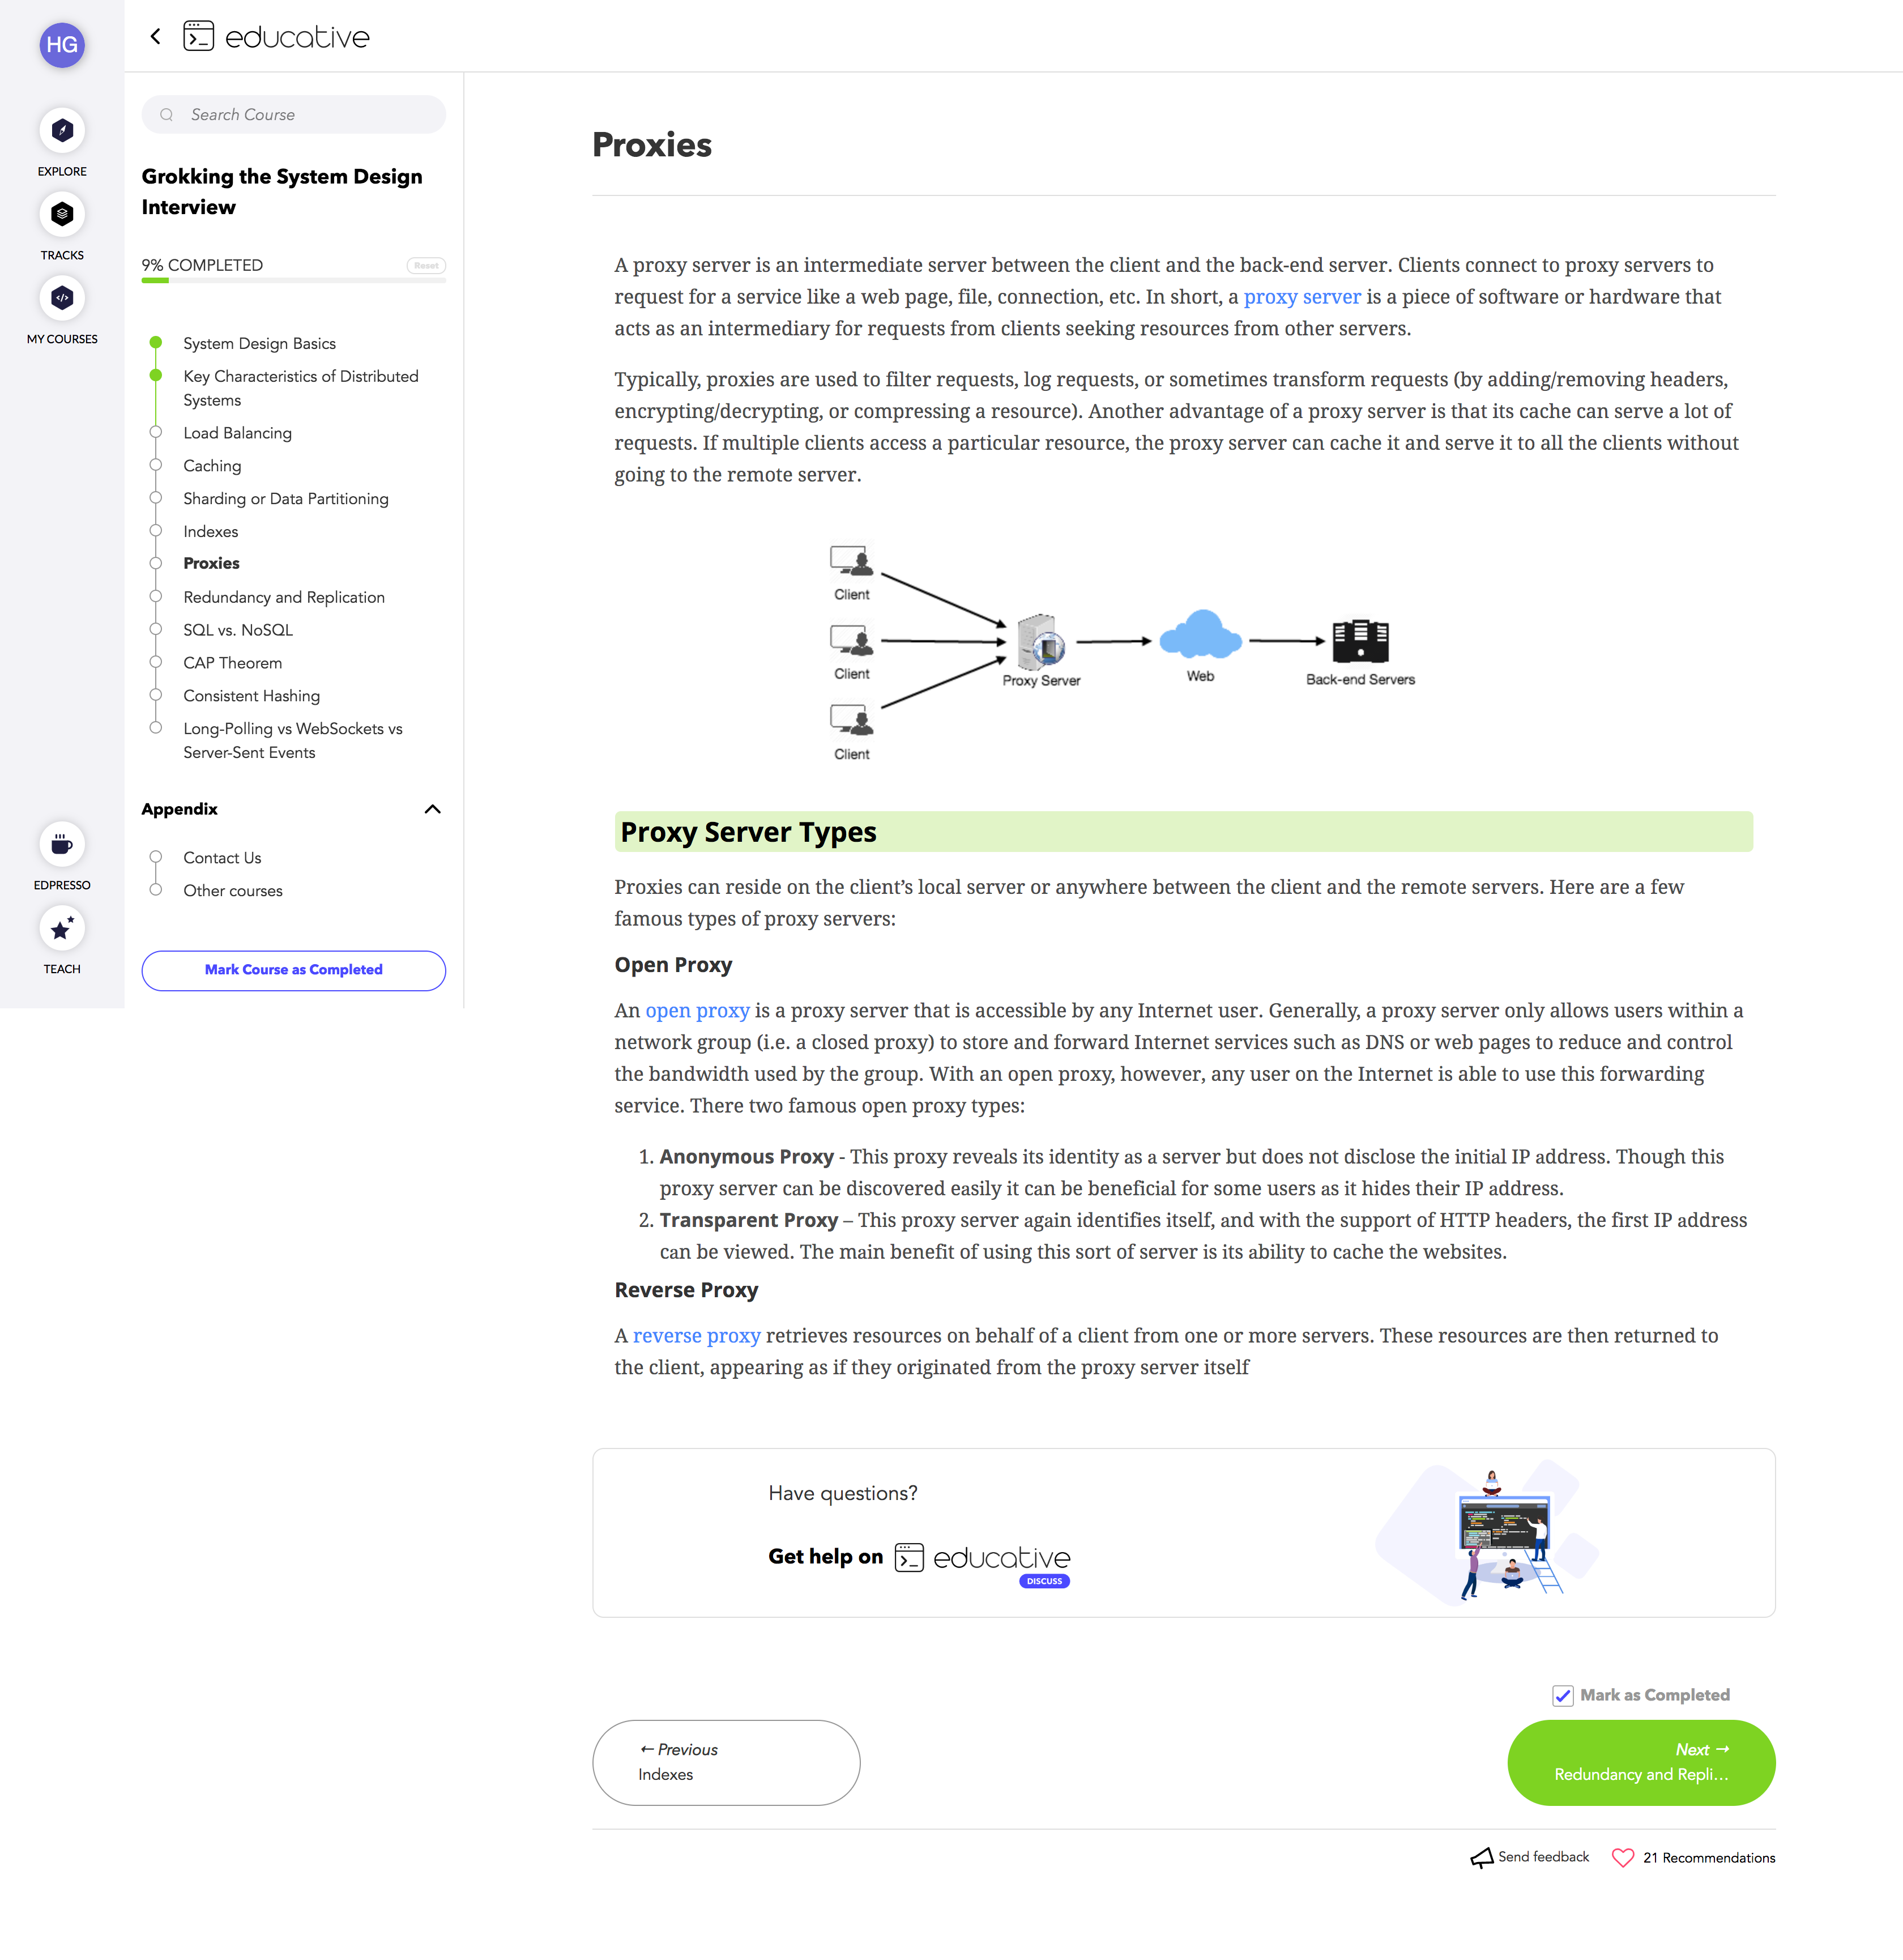 HG
EXPLORE
TRACKS
MY COURSES
EDPRESSO
TEACH
educative
Search Course
Grokking the System Design
Interview
9% COMPLETED
Reset
System Design Basics
Key Characteristics of Distributed
Systems
Load Balancing
Caching
Sharding or Data Partitioning
Indexes
Proxies
Redundancy and Replication
SQL vs. NoSQL
CAP Theorem
Consistent Hashing
Long-Polling vs WebSockets vs
Server-Sent Events
Appendix
Contact Us
Other courses
Mark Course as Completed
Proxies
A proxy server is an intermediate server between the client and the back-end server. Clients connect to proxy servers to
request for a service like a web page, file, connection, etc. In short, a proxy server is a piece of software or hardware that
acts as an intermediary for requests from clients seeking resources from other servers.
Typically, proxies are used to filter requests, log requests, or sometimes transform requests (by adding/removing headers,
encrypting/decrypting, or compressing a resource). Another advantage of a proxy server is that its cache can serve a lot of
requests. If multiple clients access a particular resource, the proxy server can cache it and serve it to all the clients without
going to the remote server.
Client
Client
Client
Proxy Server
Web
Back-end Servers
Proxy Server Types
Proxies can reside on the client’s local server or anywhere between the client and the remote servers. Here are a few
famous types of proxy servers:
Open Proxy
An open proxy is a proxy server that is accessible by any Internet user. Generally, a proxy server only allows users within a
network group (i.e. a closed proxy) to store and forward Internet services such as DNS or web pages to reduce and control
the bandwidth used by the group. With an open proxy, however, any user on the Internet is able to use this forwarding
service. There two famous open proxy types:
1. Anonymous Proxy - This proxy reveals its identity as a server but does not disclose the initial IP address. Though this
proxy server can be discovered easily it can be beneficial for some users as it hides their IP address.
2. Transparent Proxy – This proxy server again identifies itself, and with the support of HTTP headers, the first IP address
can be viewed. The main benefit of using this sort of server is its ability to cache the websites.
Reverse Proxy
A reverse proxy retrieves resources on behalf of a client from one or more servers. These resources are then returned to
the client, appearing as if they originated from the proxy server itself
Have questions?
Get help on educative
DISCUSS
Mark as Completed
← Previous
Indexes
Next →
Redundancy and Repli...
Send feedback
21 Recommendations